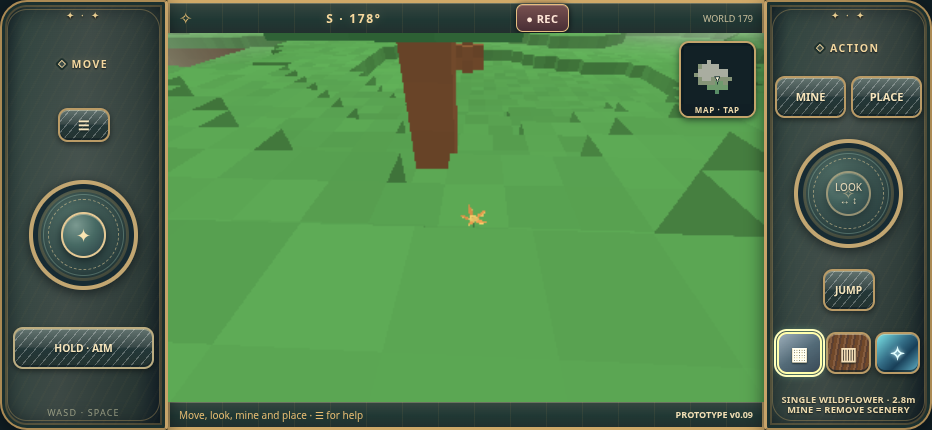 MOVE
☰
HOLD · AIM
WASD · SPACE
S · 178°
● REC
WORLD 179
MAP · TAP
Move, look, mine and place · ☰ for help
PROTOTYPE v0.09
ACTION
MINE
PLACE
LOOK
↔ ↕
JUMP
SINGLE WILDFLOWER · 2.8m
MINE = REMOVE SCENERY